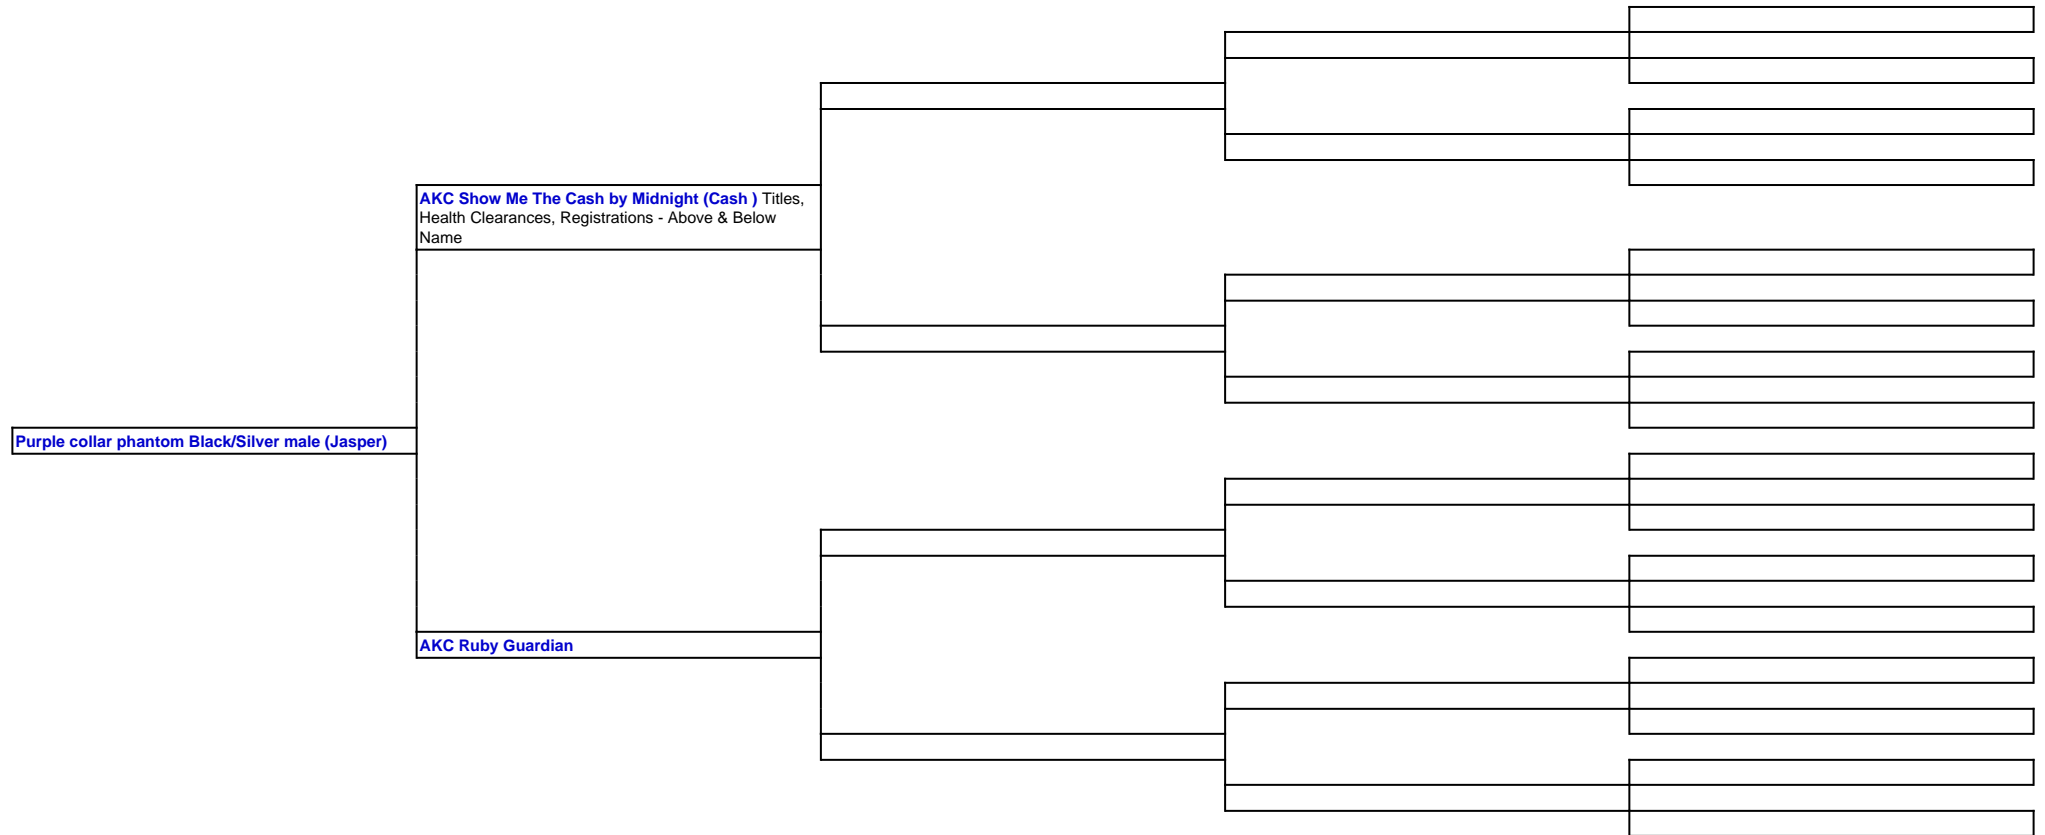 AKC Show Me The Cash by Midnight (Cash ) Titles,
Health Clearances, Registrations - Above & Below
Name
Purple collar phantom Black/Silver male (Jasper)
AKC Ruby Guardian